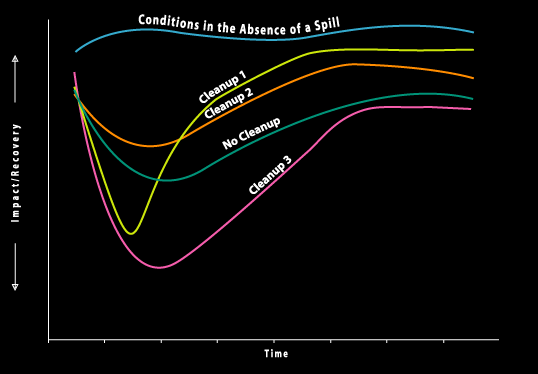 Conditions in the Absence of a Spill
Cleanup 1
Cleanup 2
No Cleanup
Cleanup 3
Impact/Recovery
Time